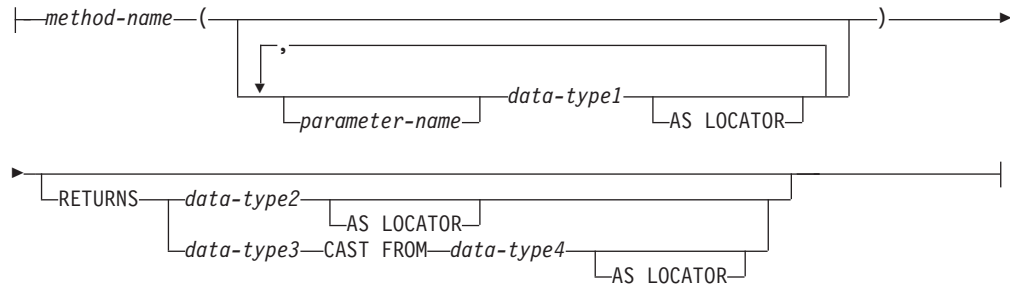 method-name ( )
,
data-type1
parameter-name AS LOCATOR
RETURNS data-type2
AS LOCATOR
data-type3 CAST FROM data-type4
AS LOCATOR